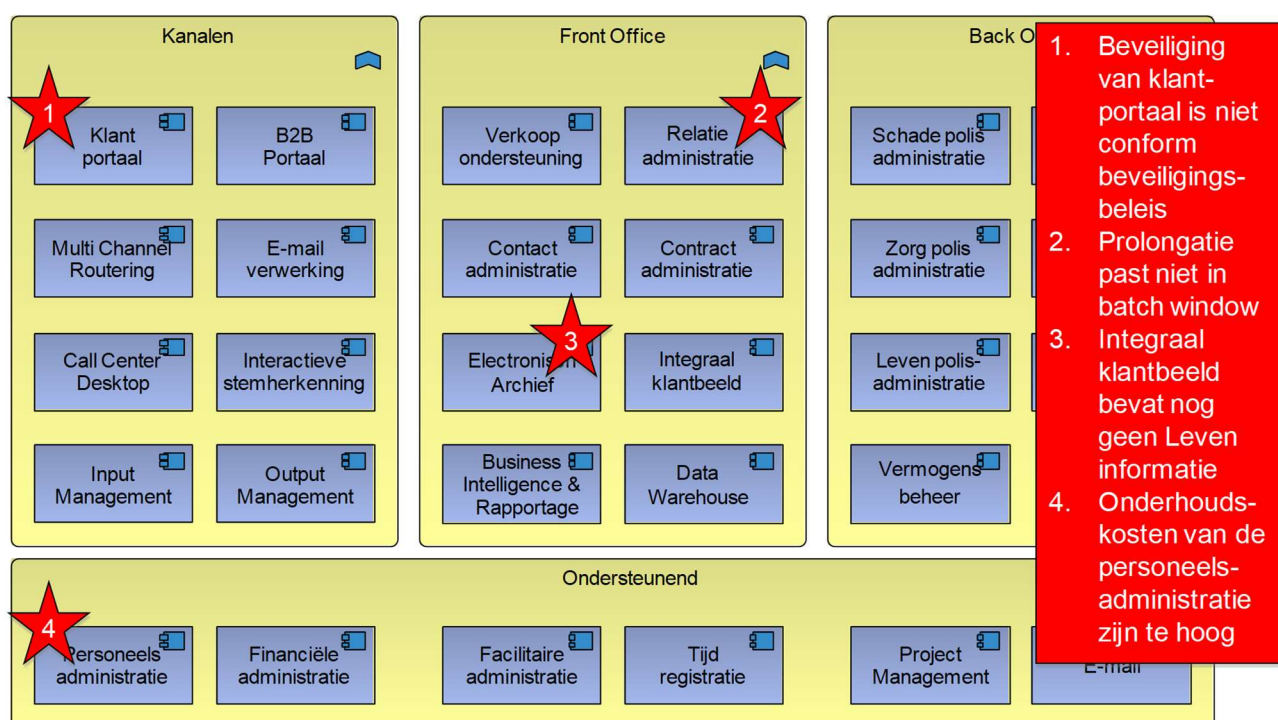 Kanalen
1
Klant
portaal
B2B
Portaal
Multi Channel
Routering
E-mail
verwerking
Call Center
Desktop
Interactieve
stemherkenning
Input
Management
Output
Management
Front Office
2
Verkoop
ondersteuning
Relatie
administratie
Contact
administratie
Contract
administratie
3
Electronisch
Archief
Integraal
klantbeeld
Business
Intelligence &
Rapportage
Data
Warehouse
Back O
Schade polis
administratie
Zorg polis
administratie
Leven polis-
administratie
Vermogens
beheer
1. Beveiliging
van klant-
portaal is niet
conform
beveiligings-
beleis
2. Prolongatie
past niet in
batch window
3. Integraal
klantbeeld
bevat nog
geen Leven
informatie
4. Onderhouds-
kosten van de
personeels-
administratie
zijn te hoog
Ondersteunend
4
Personeels
administratie
Financiële
administratie
Facilitaire
administratie
Tijd
registratie
Project
Management
E-mail